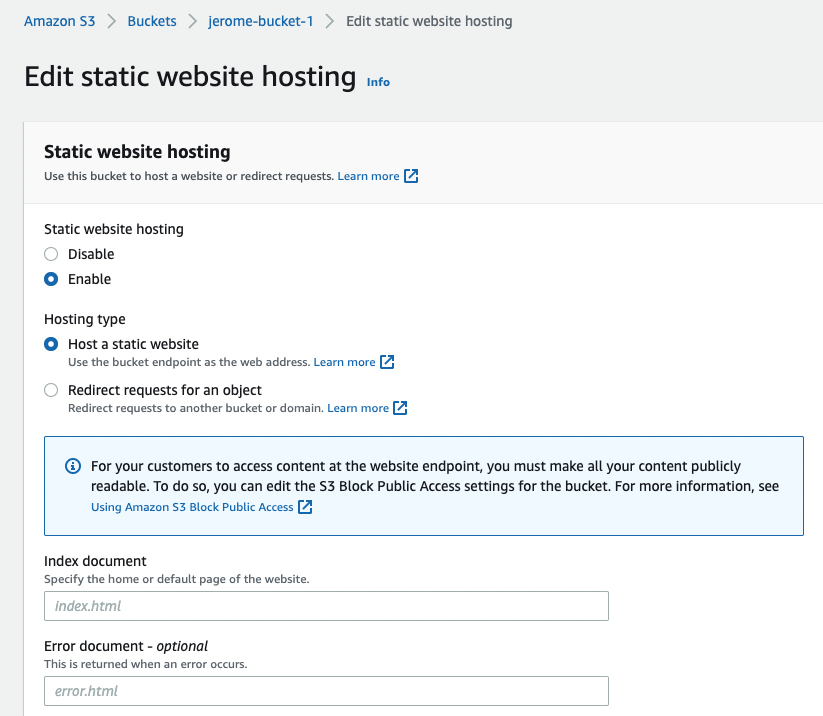 Amazon S3 > Buckets > jerome-bucket-1 > Edit static website hosting
Edit static website hosting Info
Static website hosting
Use this bucket to host a website or redirect requests. Learn more
Static website hosting
Disable
Enable
Hosting type
Host a static website
Use the bucket endpoint as the web address. Learn more
Redirect requests for an object
Redirect requests to another bucket or domain. Learn more
For your customers to access content at the website endpoint, you must make all your content publicly
readable. To do so, you can edit the S3 Block Public Access settings for the bucket. For more information, see
Using Amazon S3 Block Public Access
Index document
Specify the home or default page of the website.
index.html
Error document - optional
This is returned when an error occurs.
error.html